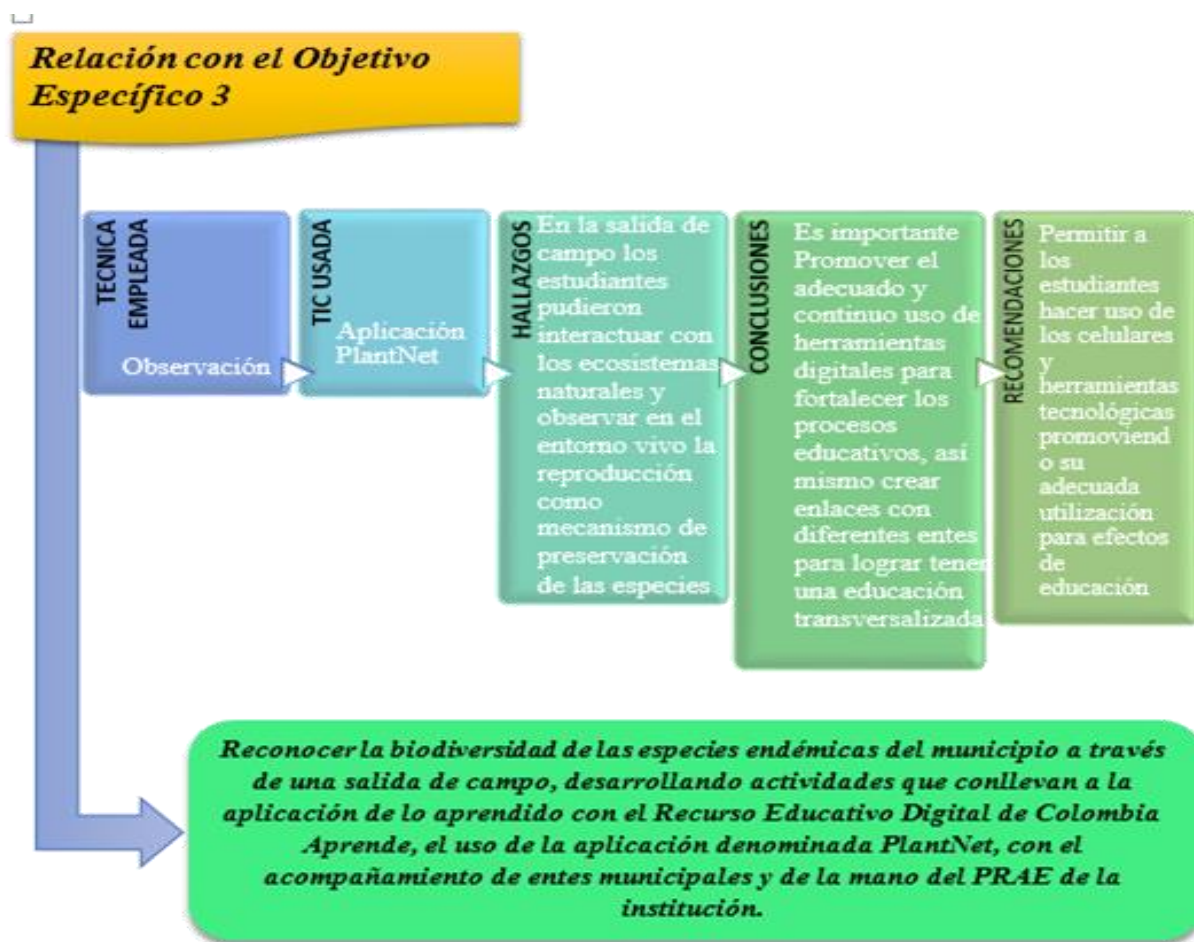 Relación con el Objetivo
Específico 3
TECNICA
EMPLEADA
Observación
TIC USADA
Aplicación
PlantNet
HALLAZGOS
En la salida de
campo los
estudiantes
pudieron
interactuar con
los ecosistemas
naturales y
observar en el
entorno vivo la
reproducción
como
mecanismo de
preservación
de las especies
CONCLUSIONES
Es importante
Promover el
adecuado y
continuo uso de
herramientas
digitales para
fortalecer los
procesos
educativos, así
mismo crear
enlaces con
diferentes entes
para lograr tener
una educación
transversalizada
RECOMENDACIONES
Permitir a
los
estudiantes
hacer uso de
los celulares
y
herramientas
tecnológicas
promoviend
o su
adecuada
utilización
para efectos
de
educación
Reconocer la biodiversidad de las especies endémicas del municipio a través
de una salida de campo, desarrollando actividades que conllevan a la
aplicación de lo aprendido con el Recurso Educativo Digital de Colombia
Aprende, el uso de la aplicación denominada PlantNet, con el
acompañamiento de entes municipales y de la mano del PRAE de la
institución.